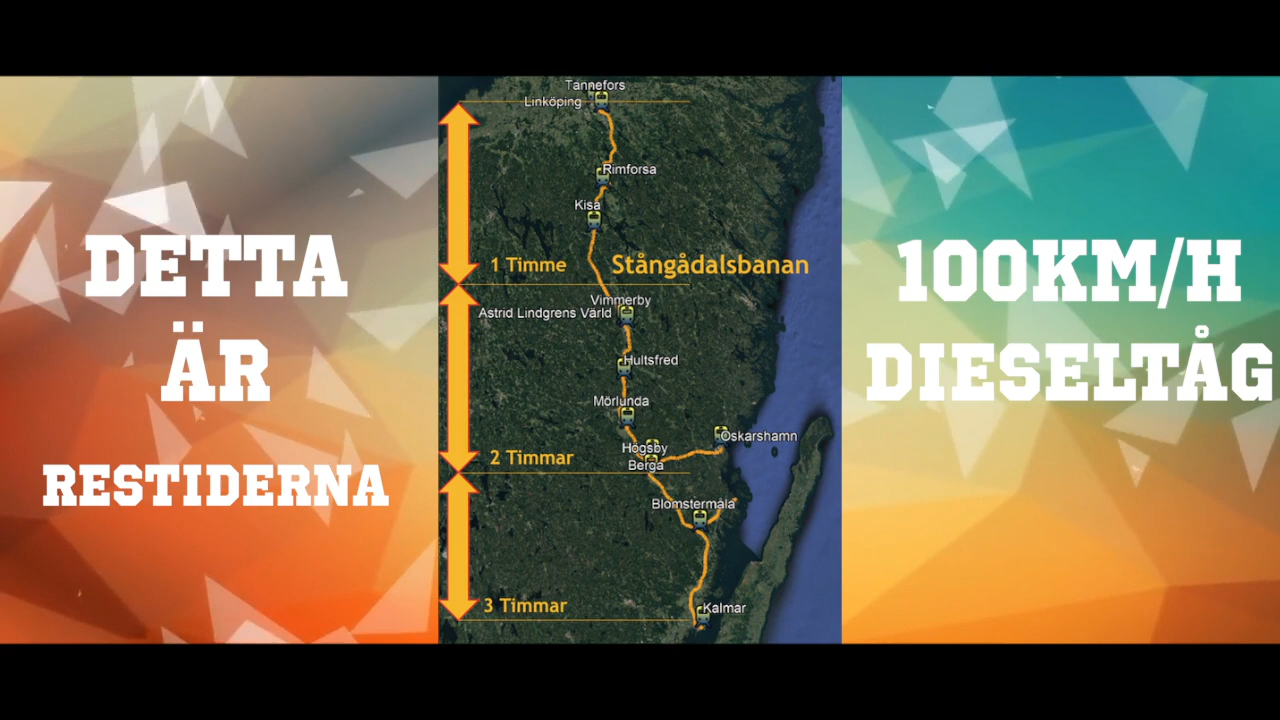 DETTA
ÄR
RESTIDERNA
Tannefors
Linköping
Rimforsa
Kisa
1 Timme
Stångådalsbanan
Vimmerby
Astrid Lindgrens Värld
Hultsfred
Mörlunda
Oskarshamn
Högsby
2 Timmar
Berga
Blomstermåla
3 Timmar
Kalmar
100KM/H
DIESELTÅG